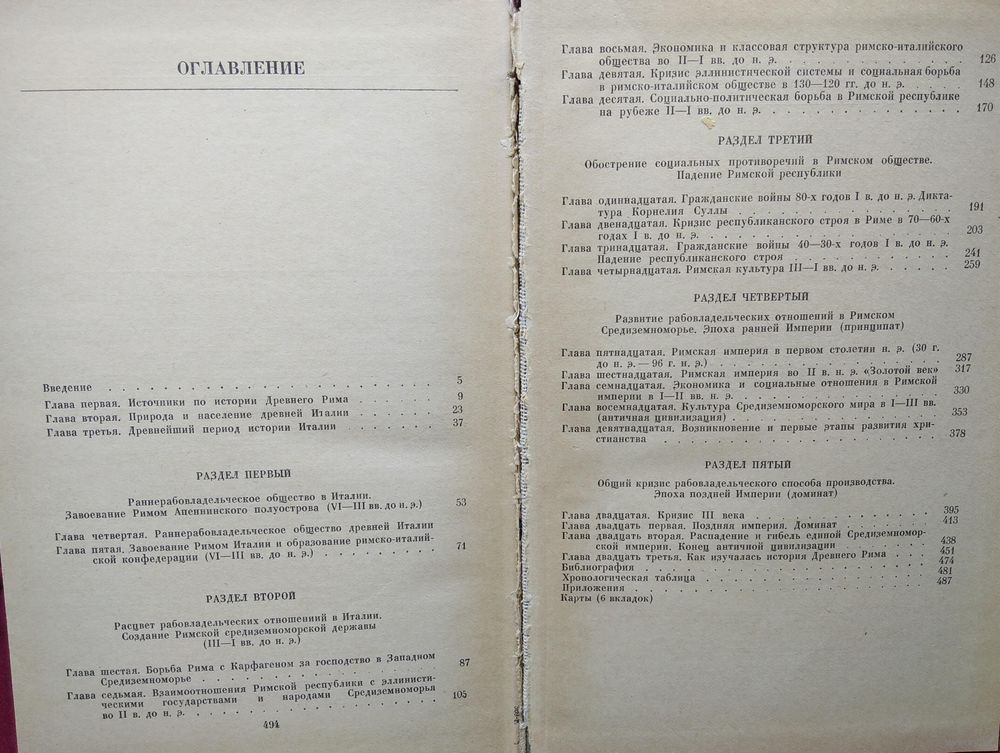 ОГЛАВЛЕНИЕ
Введение . . . . . . . . . . . . . . . . . . . . 5
Глава первая. Источники по истории Древнего Рима . . . . . . 9
Глава вторая. Природа и население древней Италии . . . . . . 23
Глава третья. Древнейший период истории Италии . . . . . . 37
РАЗДЕЛ ПЕРВЫЙ
Раннерабовладельческое общество в Италии.
Завоевание Римом Апеннинского полуострова (VI—III вв. до н. э.) 53
Глава четвертая. Раннерабовладельческое общество древней Италии
Глава пятая. Завоевание Римом Италии и образование римско-италий-
ской конфедерации (VI—III вв. до н. э.) . . . . . . . . 71
РАЗДЕЛ ВТОРОЙ
Расцвет рабовладельческих отношениий в Италии.
Создание Римской средиземноморской державы
(III—I вв. до н. э.)
Глава шестая. Борьба Рима с Карфагеном за господство в Западном
Средиземноморье . . . . . . . . . . . . . . . . 87
Глава седьмая. Взаимоотношения Римской республики с эллинисти-
ческими государствами и народами Средиземноморья
во II в. до н. э. . . . . . . . . . . . . . . . . 105
494
Глава восьмая. Экономика и классовая структура римско-италийского
общества во II—I вв. до н. э. . . . . . . . . . . . 126
Глава девятая. Кризис эллинистической системы и социальная борьба
в римско-италийском обществе в 130—120 гг. до н. э. . . . . . 148
Глава десятая. Социально-политическая борьба в Римской республике
на рубеже II—I вв. до н. э. . . . . . . . . . . . . 170
РАЗДЕЛ ТРЕТИЙ
Обострение социальных противоречий в Римском обществе.
Падение Римской республики
Глава одиннадцатая. Гражданские войны 80-х годов I в. до н. э. Дикта-
тура Корнелия Суллы . . . . . . . . . . . . . . 191
Глава двенадцатая. Кризис республиканского строя в Риме в 70—60-х
годах I в. до н. э. . . . . . . . . . . . . . . . 203
Глава тринадцатая. Гражданские войны 40—30-х годов I в. до н. э.
Падение республиканского строя . . . . . . . . . . 241
Глава четырнадцатая. Римская культура III—I вв. до н. э. . . . . . 259
РАЗДЕЛ ЧЕТВЕРТЫЙ
Развитие рабовладельческих отношений в Римском
Средиземноморье. Эпоха ранней Империи (принципат)
Глава пятнадцатая. Римская империя в первом столетии н. э. (30 г.
до н. э.— 96 г. н. э.) . . . . . . . . . . . . . . 287
Глава шестнадцатая. Римская империя во II в. н. э. «Золотой век» 317
Глава семнадцатая. Экономика и социальные отношения в Римской
империи в I—II вв. н. э. . . . . . . . . . . . . . 330
Глава восемнадцатая. Культура Средиземноморского мира в I—III вв.
(античная цивилизация) . . . . . . . . . . . . . 353
Глава девятнадцатая. Возникновение и первые этапы развития хри-
стианства . . . . . . . . . . . . . . . . . . 378
РАЗДЕЛ ПЯТЫЙ
Общий кризис рабовладельческого способа производства.
Эпоха поздней Империи (доминат)
Глава двадцатая. Кризис III века . . . . . . . . . . . . 395
Глава двадцать первая. Поздняя империя. Доминат . . . . . . . 413
Глава двадцать вторая. Распадение и гибель единой Средиземномор-
ской империи. Конец античной цивилизации . . . . . . . 438
Глава двадцать третья. Как изучалась история Древнего Рима . . . . 451
Библиография . . . . . . . . . . . . . . . . . . 474
Хронологическая таблица . . . . . . . . . . . . . . 481
Приложения . . . . . . . . . . . . . . . . . . . 487
Карты (6 вкладок)